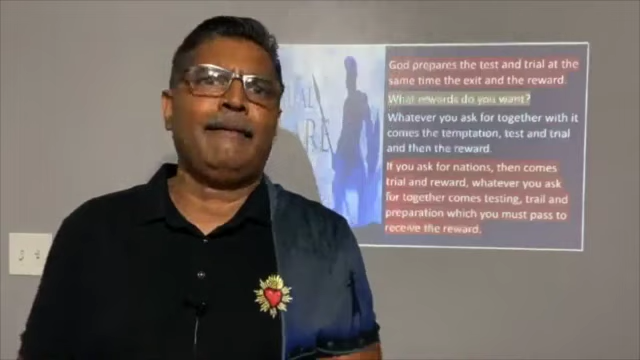 God prepares the test and trial at the
same time the exit and the reward.
What rewards do you want?
Whatever you ask for together with it
comes the temptation, test and trial
and then the reward.
If you ask for nations, then comes
trial and reward, whatever you ask
for together comes testing, trail and
preparation which you must pass to
receive the reward.